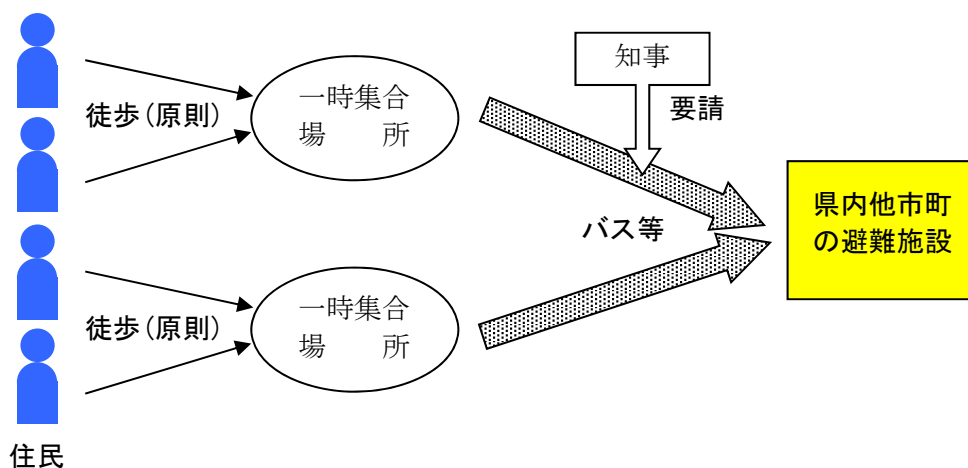 知事
要請
徒歩(原則)
一時集合
場　　所
県内他市町
の避難施設
バス等
徒歩(原則)
一時集合
場　　所
住民